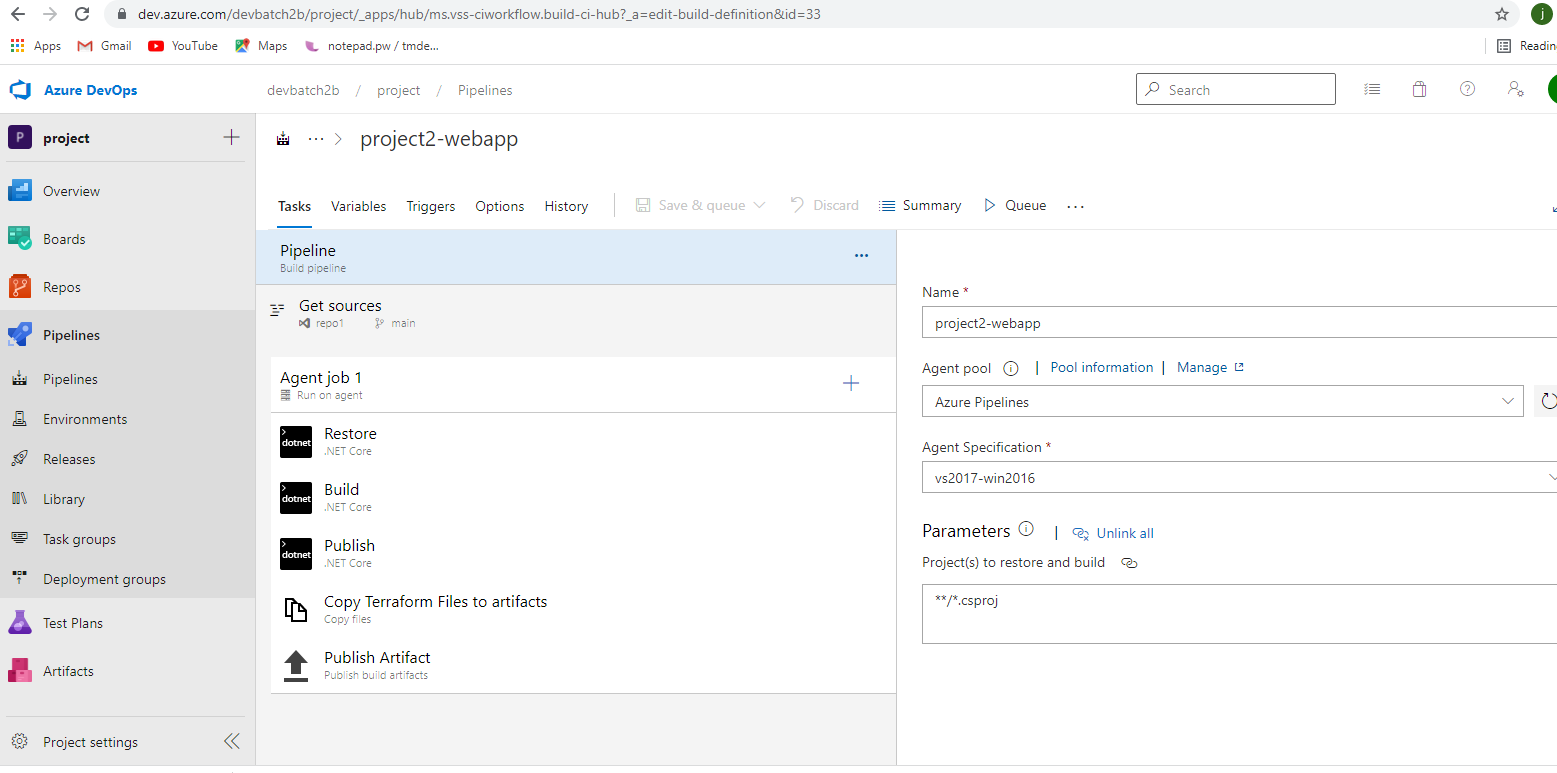 dev.azure.com/devbatch2b/project/_apps/hub/ms.vss-ciworkflow.build-ci-hub?_a=edit-build-definition&id=33
j
Apps Gmail YouTube Maps notepad.pw / tmde...
Azure DevOps
devbatch2b / project / Pipelines
Search
P project
project2-webapp
Overview
Boards
Repos
Pipelines
Pipelines
Environments
Releases
Library
Task groups
Deployment groups
Test Plans
Artifacts
Project settings
Tasks Variables Triggers Options History Save & queue Discard Summary Queue
Pipeline
Build pipeline
Get sources
repo1 main
Agent job 1
Run on agent
dotnet Restore
.NET Core
dotnet Build
.NET Core
dotnet Publish
.NET Core
Copy Terraform Files to artifacts
Copy files
Publish Artifact
Publish build artifacts
Name *
project2-webapp
Agent pool | Pool information | Manage
Azure Pipelines
Agent Specification *
vs2017-win2016
Parameters | Unlink all
Project(s) to restore and build
**/*.csproj